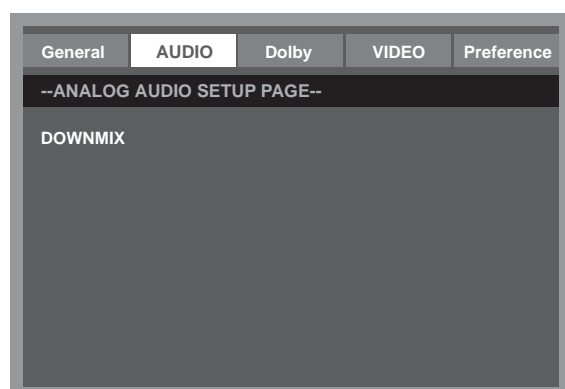 General AUDIO Dolby VIDEO Preference
--ANALOG AUDIO SETUP PAGE--
DOWNMIX